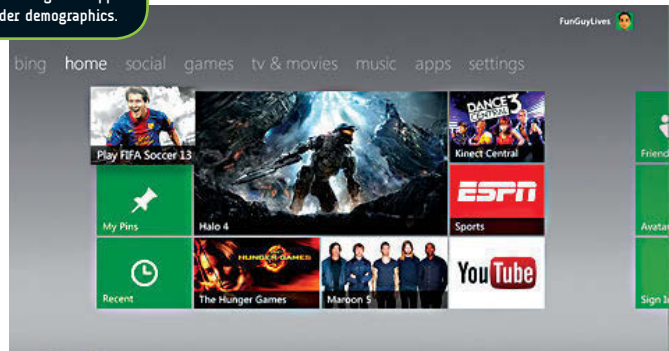 der demographics.
FunGuyLives
bing home social games tv & movies music apps settings
Play FIFA Soccer 13
My Pins
Recent
Halo 4
HUNGER GAMES
The Hunger Games
Maroon 5
DANCE CENTRAL 3
Kinect Central
ESPN
Sports
YouTube
Friend
Avatar
Sign In